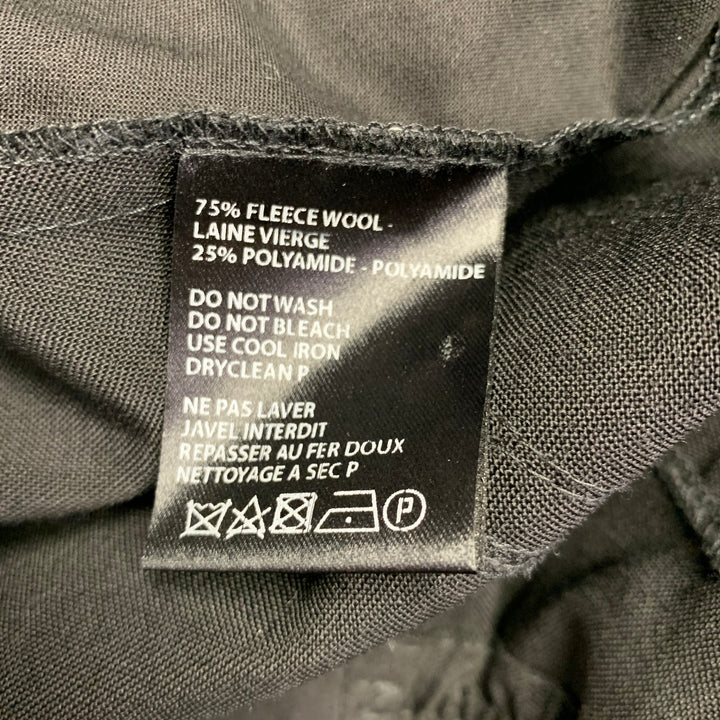 75% FLEECE WOOL -
LAINE VIERGE
25% POLYAMIDE - POLYAMIDE
DO NOT WASH
DO NOT BLEACH
USE COOL IRON
DRYCLEAN P
NE PAS LAVER
JAVEL INTERDIT
REPASSER AU FER DOUX
NETTOYAGE A SEC P
P